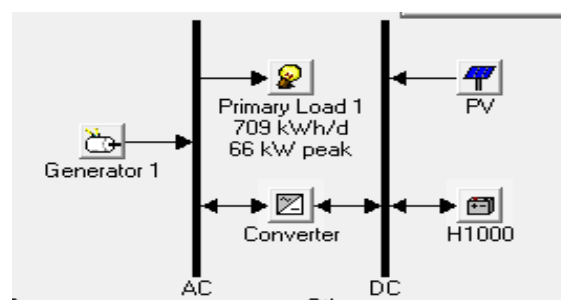 Primary Load 1
709 kWh/d
66 kW peak
PV
Generator 1
Converter
H1000
AC
DC